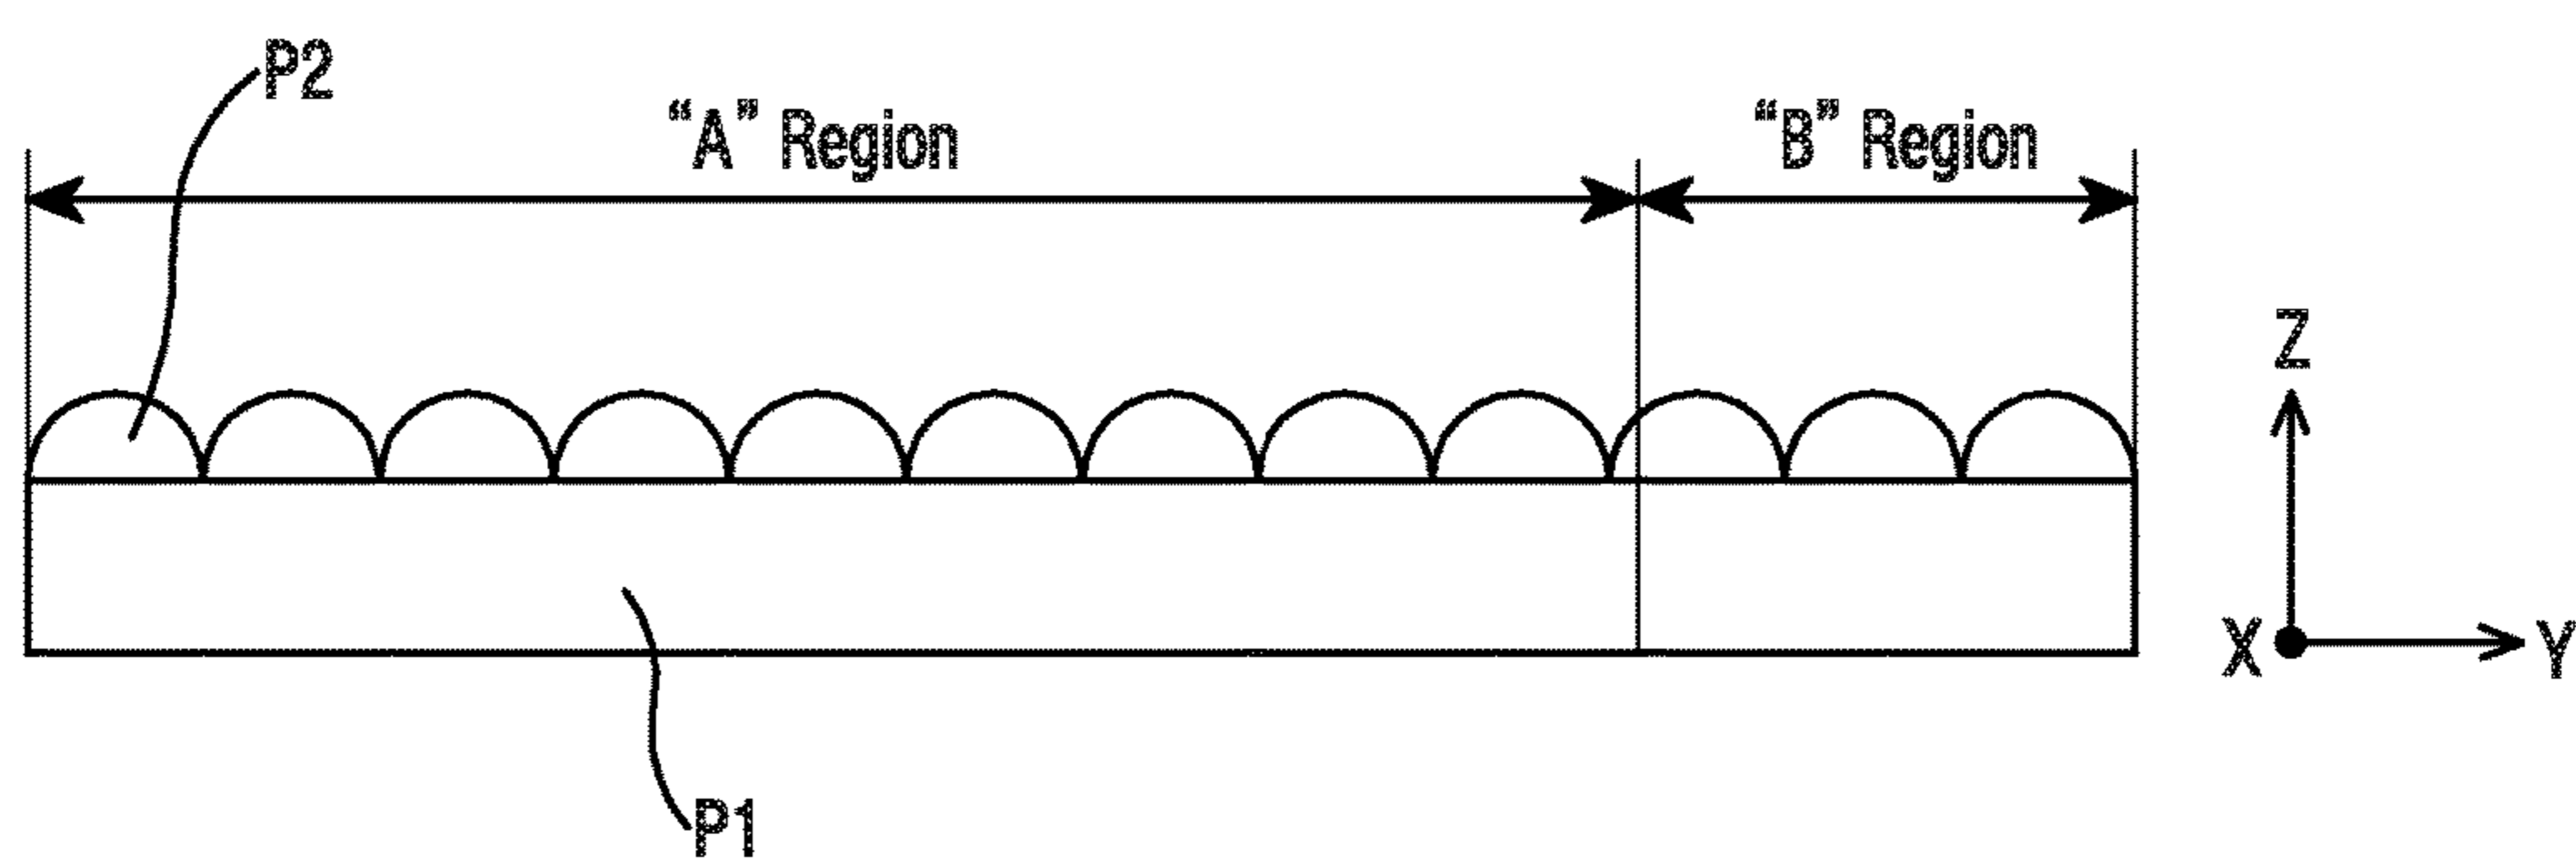 P2
“A” Region
“B” Region
Z
X
Y
P1